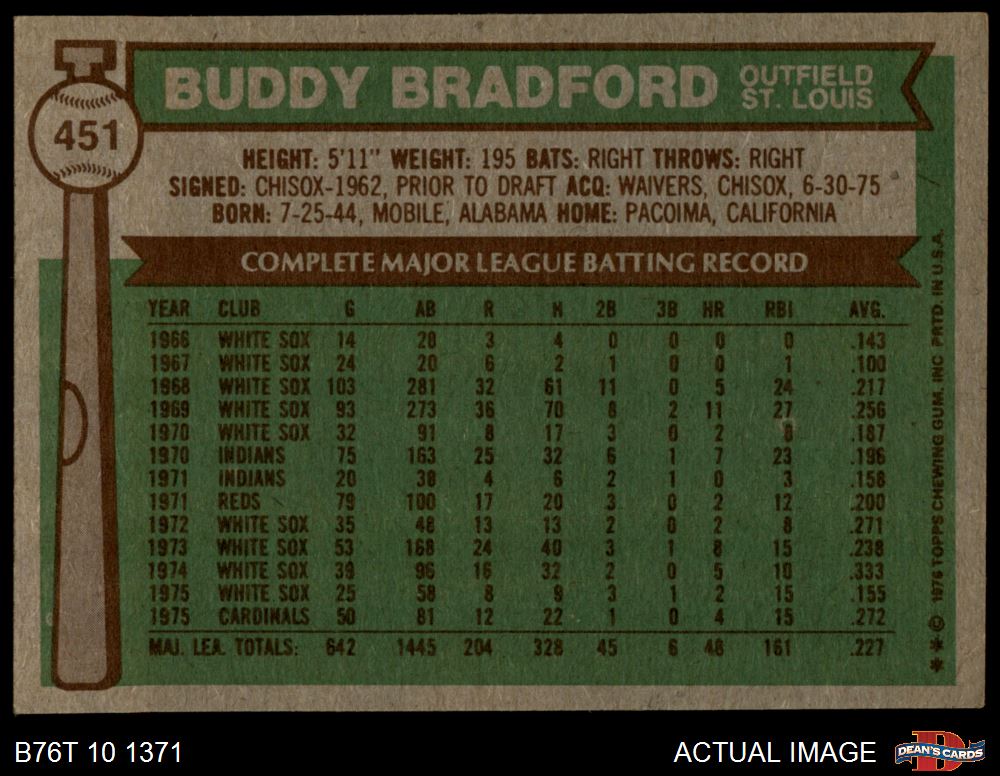 BUDDY BRADFORD
OUTFIELD
ST. LOUIS
451
HEIGHT: 5'11" WEIGHT: 195 BATS: RIGHT THROWS: RIGHT
SIGNED: CHISOX-1962, PRIOR TO DRAFT ACQ: WAIVERS, CHISOX, 6-30-75
BORN: 7-25-44, MOBILE, ALABAMA HOME: PACOIMA, CALIFORNIA
COMPLETE MAJOR LEAGUE BATTING RECORD
YEAR CLUB G AB R H 2B 3B HR RBI AVG.
1966 WHITE SOX 14 28 3 4 0 0 0 0 .143
1967 WHITE SOX 24 20 6 2 1 0 0 1 .100
1968 WHITE SOX 103 281 32 61 11 0 5 24 .217
1969 WHITE SOX 93 273 36 70 8 2 11 27 .256
1970 WHITE SOX 32 91 8 17 3 0 2 8 .187
1970 INDIANS 75 163 25 32 6 1 7 23 .196
1971 INDIANS 20 38 4 6 2 1 0 3 .158
1971 REDS 79 100 17 20 3 0 2 12 .200
1972 WHITE SOX 35 48 13 13 2 0 2 8 .271
1973 WHITE SOX 53 168 24 40 3 1 8 15 .238
1974 WHITE SOX 39 96 16 32 2 0 5 10 .333
1975 WHITE SOX 25 58 8 9 3 1 2 15 .155
1975 CARDINALS 50 81 12 22 1 0 4 15 .272
MAJ. LEA. TOTALS: 642 1445 204 328 45 6 48 161 .227
**© 1976 TOPPS CHEWING GUM, INC PRTD. IN U.S.A.
B76T 10 1371
ACTUAL IMAGE
DEAN'S CARDS